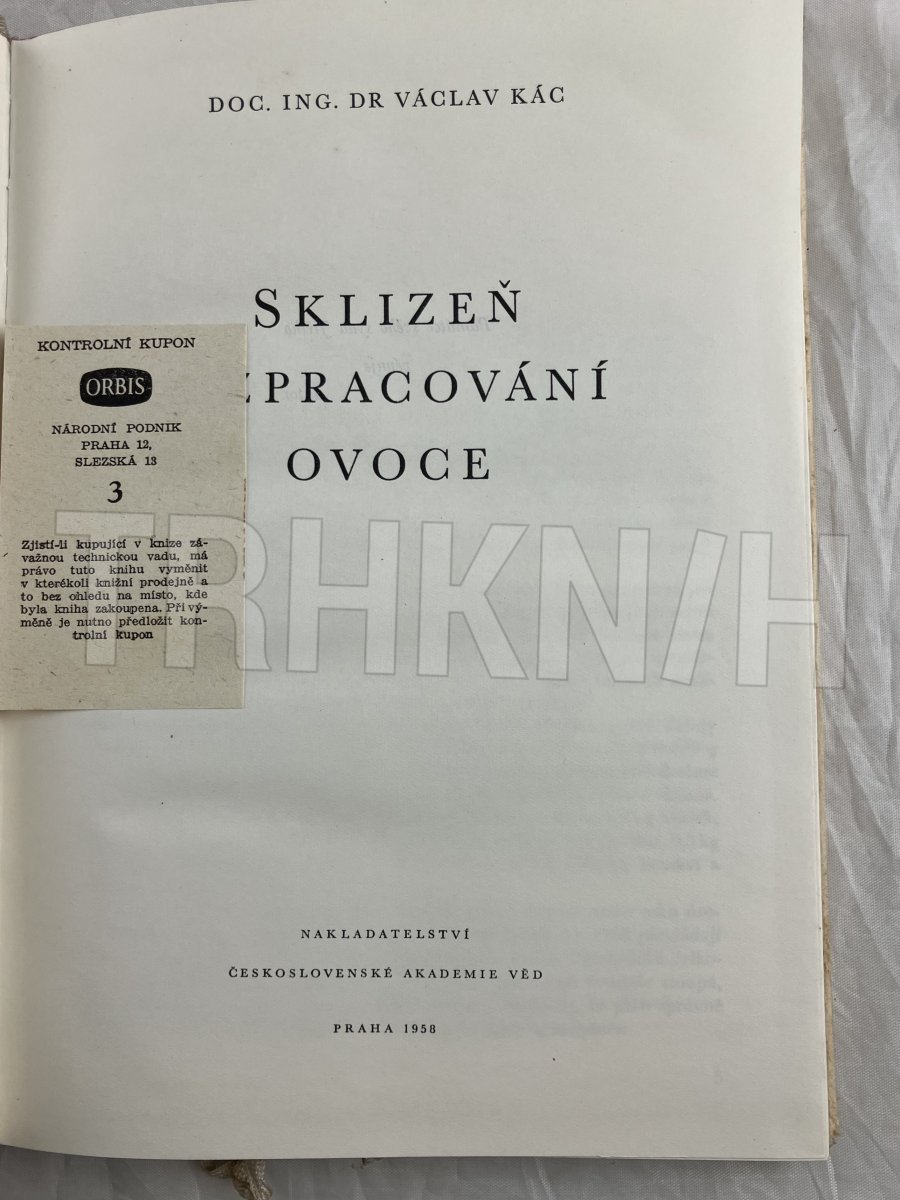 DOC. ING. DR VÁCLAV KÁC
SKLIZEŇ
ZPRACOVÁNÍ
OVOCE
KONTROLNÍ KUPON
ORBIS
NÁRODNÍ PODNIK
PRAHA 12,
SLEZSKÁ 13
3
Zjistí-li kupující v knize zá-
važnou technickou vadu, má
právo tuto knihu vyměnit
v kterékoli knižní prodejně a
to bez ohledu na místo, kde
byla kniha zakoupena. Při vý-
měně je nutno předložit kon-
trolní kupon
TRHKNIH
NAKLADATELSTVÍ
ČESKOSLOVENSKÉ AKADEMIE VĚD
PRAHA 1958